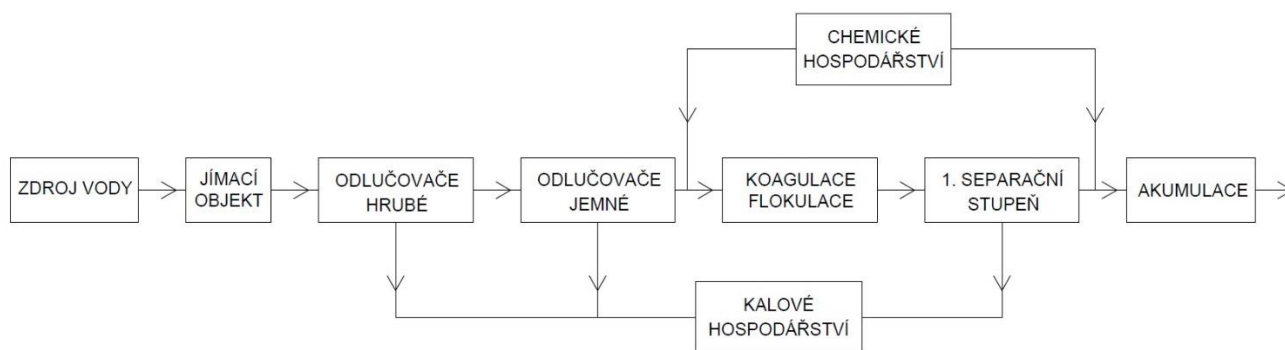 CHEMICKÉ
HOSPODÁŘSTVÍ
ZDROJ VODY
JÍMACÍ
OBJEKT
ODLUČOVAČE
HRUBÉ
ODLUČOVAČE
JEMNÉ
KOAGULACE
FLOKULACE
1. SEPARAČNÍ
STUPEŇ
AKUMULACE
KALOVÉ
HOSPODÁŘSTVÍ